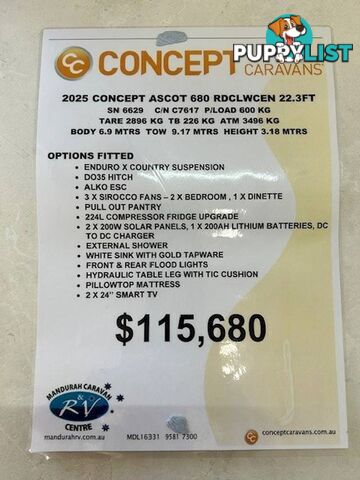 PUPPYLIST
CONCEPT
CARAVANS
2025 CONCEPT ASCOT 680 RDCLWCEN 22.3FT
SN 6629 C/N C7617 P/LOAD 600 KG
TARE 2896 KG TB 226 KG ATM 3496 KG
BODY 6.9 MTRS TOW 9.17 MTRS HEIGHT 3.18 MTRS
OPTIONS FITTED
- ENDURO X COUNTRY SUSPENSION
- DO35 HITCH
- ALKO ESC
- 3 X SIROCCO FANS – 2 X BEDROOM , 1 X DINETTE
- PULL OUT PANTRY
- 224L COMPRESSOR FRIDGE UPGRADE
- 2 X 200W SOLAR PANELS, 1 X 200AH LITHIUM BATTERIES, DC
TO DC CHARGER
- EXTERNAL SHOWER
- WHITE SINK WITH GOLD TAPWARE
- FRONT & REAR FLOOD LIGHTS
- HYDRAULIC TABLE LEG WITH TIC CUSHION
- PILLOWTOP MATTRESS
- 2 X 24" SMART TV
$115,680
MANDURAH CARAVAN
& RV
CENTRE
mandurahrv.com.au
MDL16331 9581 7300
conceptcaravans.com.au